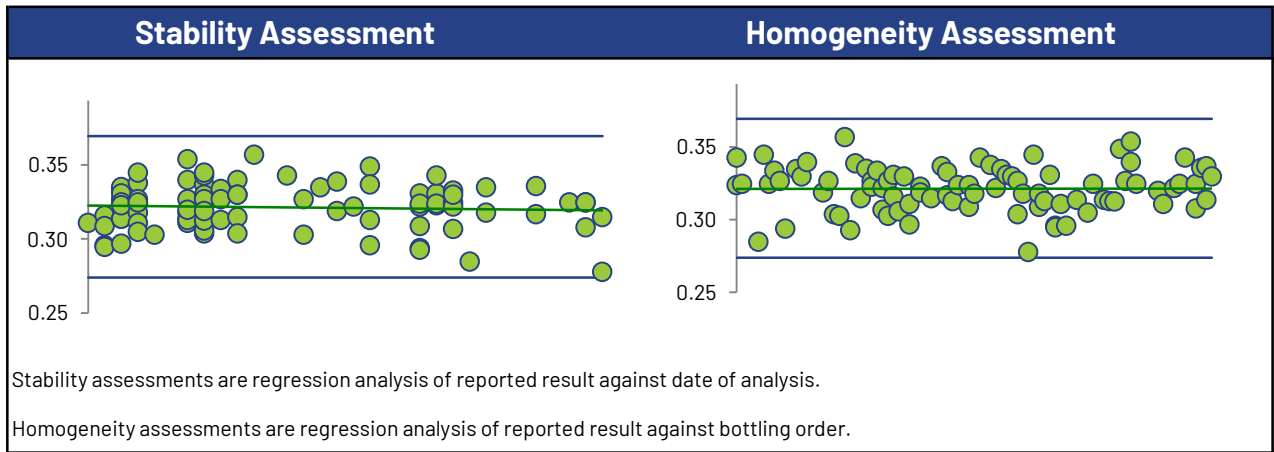 Stability Assessment
Homogeneity Assessment
0.35
0.30
0.25
0.35
0.30
0.25
Stability assessments are regression analysis of reported result against date of analysis.
Homogeneity assessments are regression analysis of reported result against bottling order.